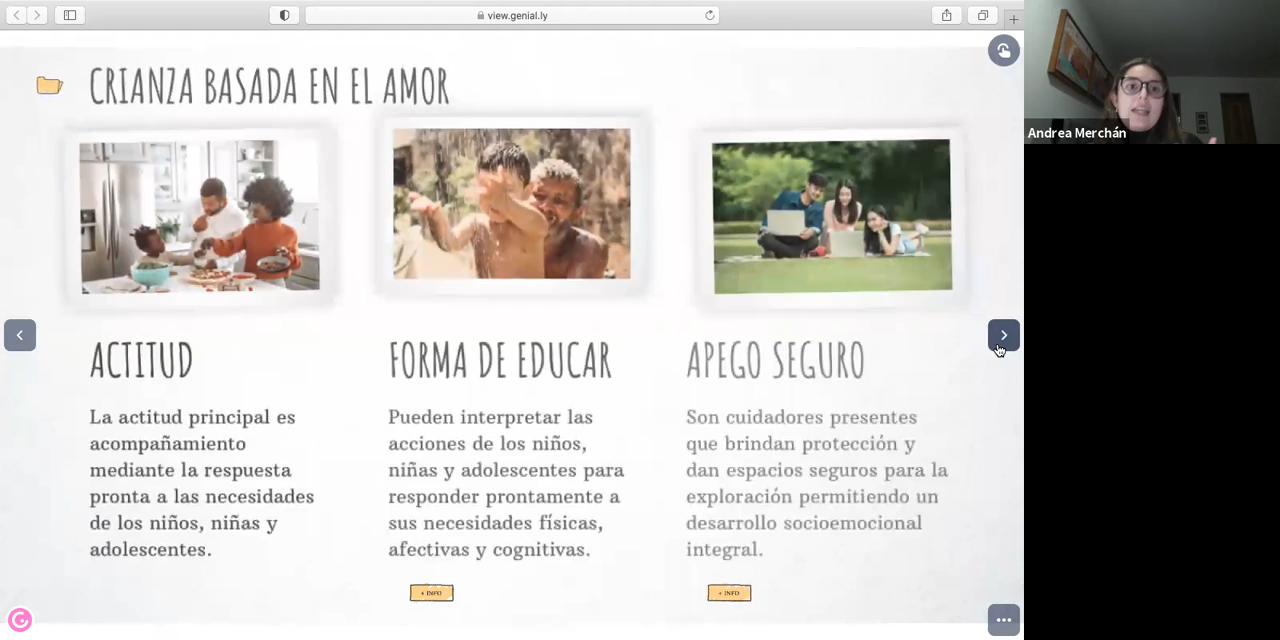 view.genial.ly
Andrea Merchán
CRIANZA BASADA EN EL AMOR
ACTITUD
La actitud principal es
acompañamiento
mediante la respuesta
pronta a las necesidades
de los niños, niñas y
adolescentes.
FORMA DE EDUCAR
Pueden interpretar las
acciones de los niños,
niñas y adolescentes para
responder prontamente a
sus necesidades físicas,
afectivas y cognitivas.
+ INFO
APEGO SEGURO
Son cuidadores presentes
que brindan protección y
dan espacios seguros para la
exploración permitiendo un
desarrollo socioemocional
integral.
+ INFO